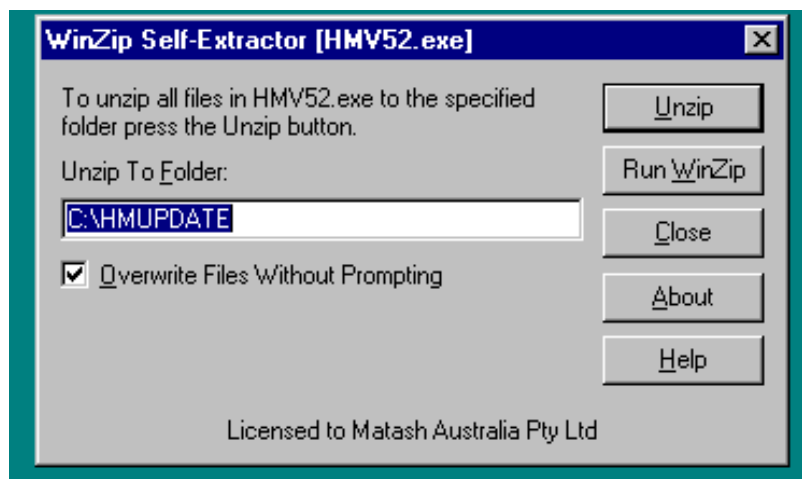 WinZip Self-Extractor [HMV52.exe]
To unzip all files in HMV52.exe to the specified
folder press the Unzip button.
Unzip To Folder:
C:\HMUPDATE
Overwrite Files Without Prompting
Unzip
Run WinZip
Close
About
Help
Licensed to Matash Australia Pty Ltd